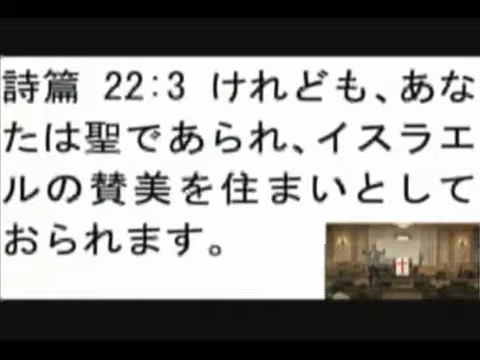 詩篇 22:3 けれども、あな
たは聖であられ、イスラエ
ルの賛美を住まいとして
おられます。